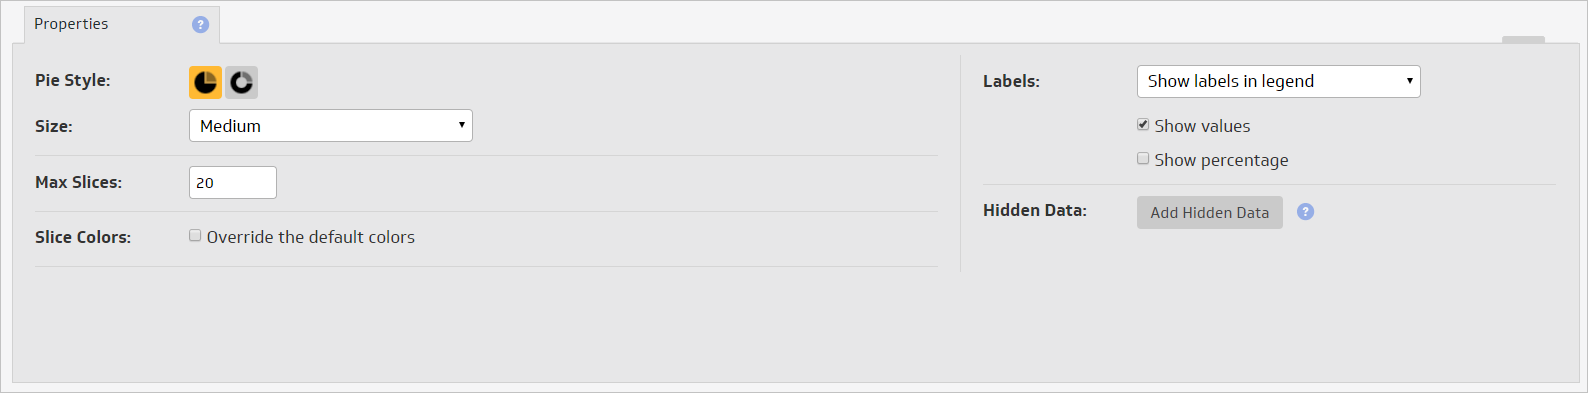 Properties ?
Pie Style:
Size: Medium
Max Slices: 20
Slice Colors: Override the default colors
Labels: Show labels in legend
Show values
Show percentage
Hidden Data: Add Hidden Data ?